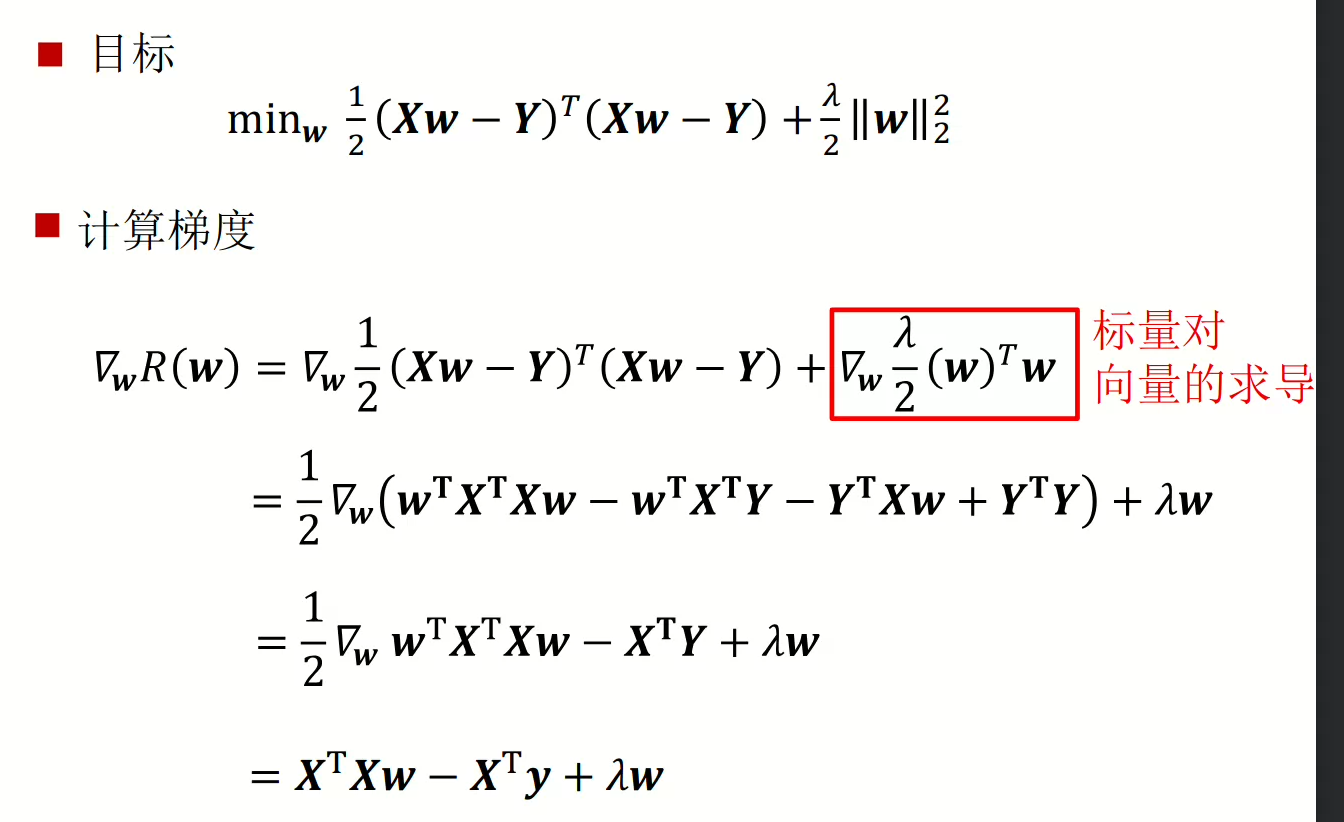 目标
min_w 1/2 (Xw − Y)^T (Xw − Y) + λ/2 ‖w‖_2^2
计算梯度
∇_w R(w) = ∇_w 1/2 (Xw − Y)^T (Xw − Y) + ∇_w λ/2 (w)^T w
标量对
向量的求导
= 1/2 ∇_w (w^T X^T Xw − w^T X^T Y − Y^T Xw + Y^T Y) + λw
= 1/2 ∇_w w^T X^T Xw − X^T Y + λw
= X^T Xw − X^T y + λw